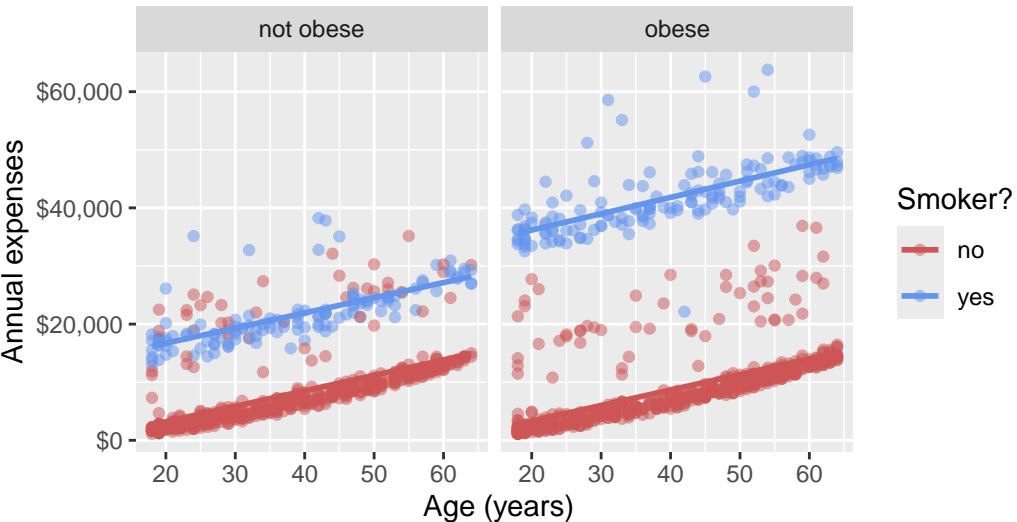 not obese
obese
Annual expenses
$60,000
$40,000
$20,000
$0
20 30 40 50 60
20 30 40 50 60
Age (years)
Smoker?
no
yes